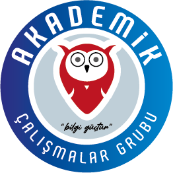 AKADEMİK
"bilgi güçtür"
ÇALIŞMALAR GRUBU